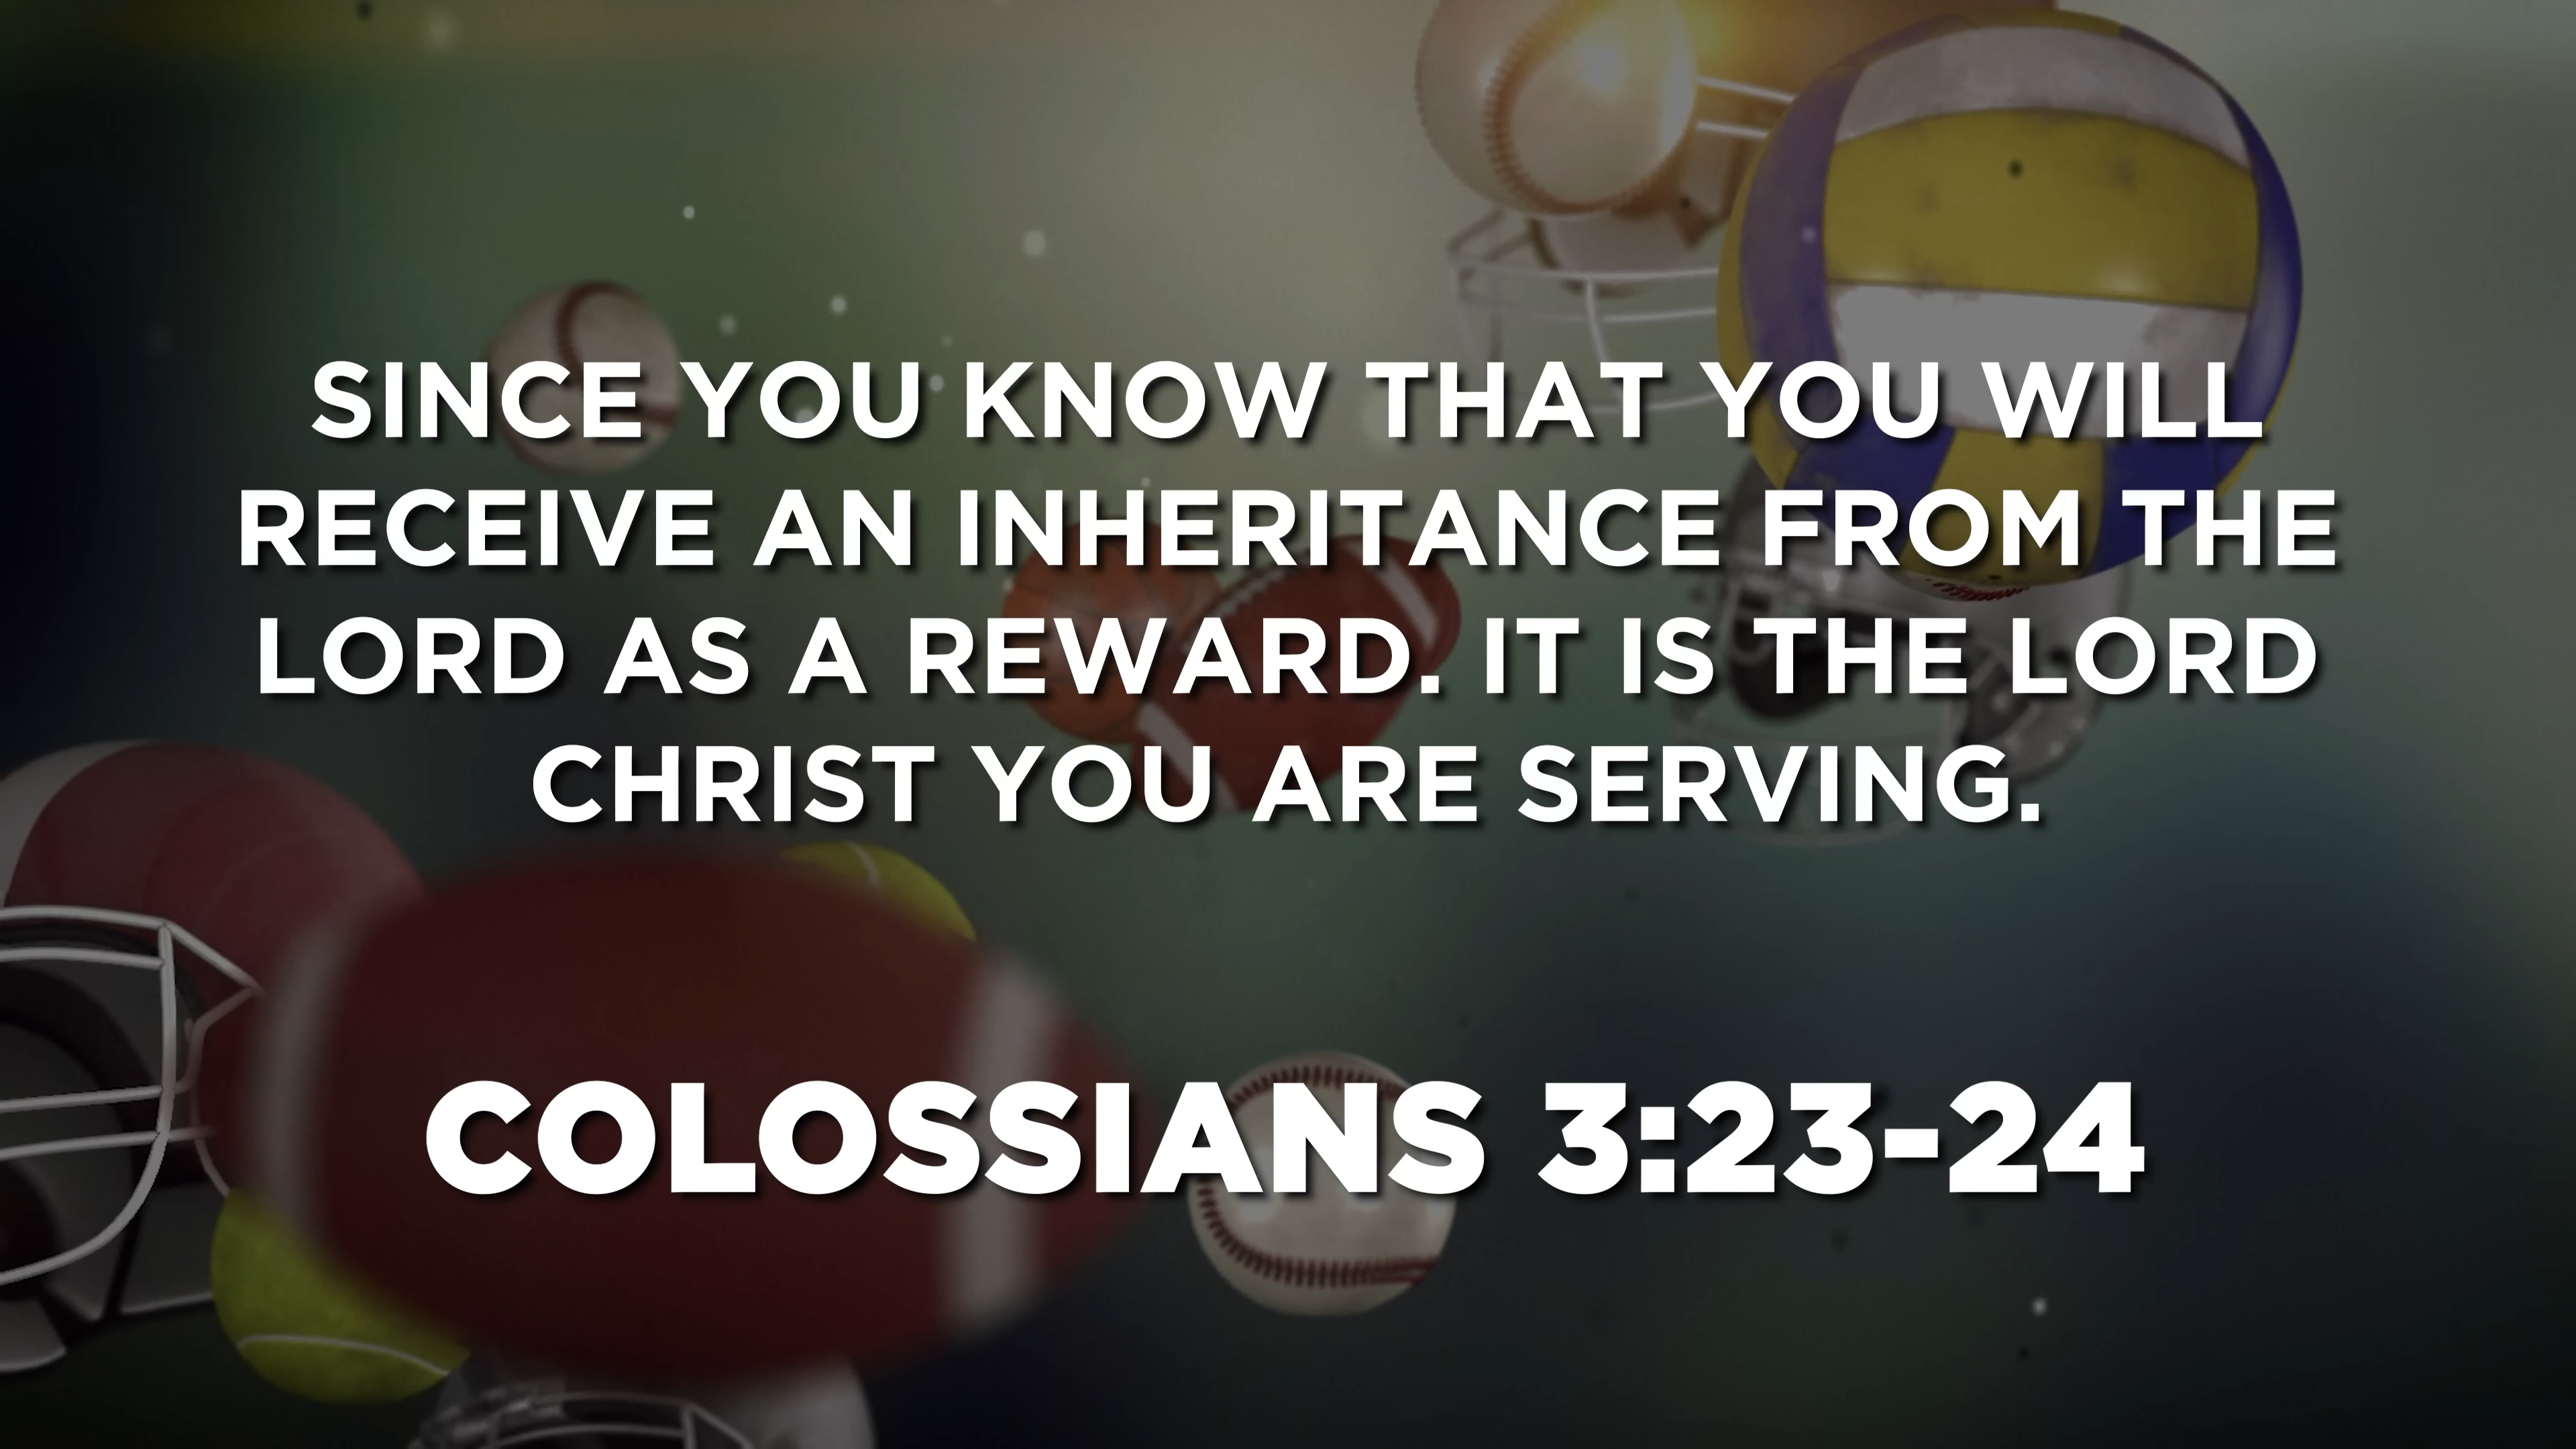 SINCE YOU KNOW THAT YOU WILL
RECEIVE AN INHERITANCE FROM THE
LORD AS A REWARD. IT IS THE LORD
CHRIST YOU ARE SERVING.
COLOSSIANS 3:23-24